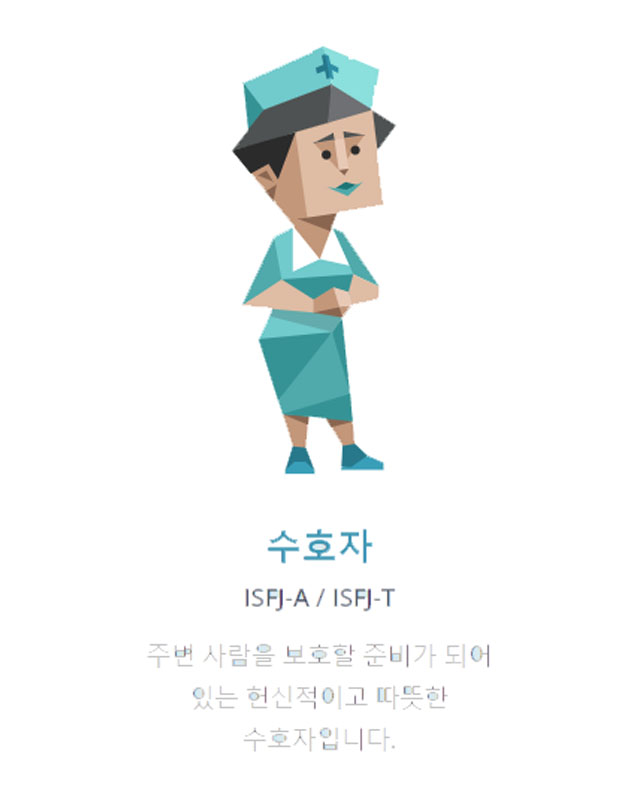 수호자
ISFJ-A / ISFJ-T
주변 사람을 보호할 준비가 되어
있는 헌신적이고 따뜻한
수호자입니다.